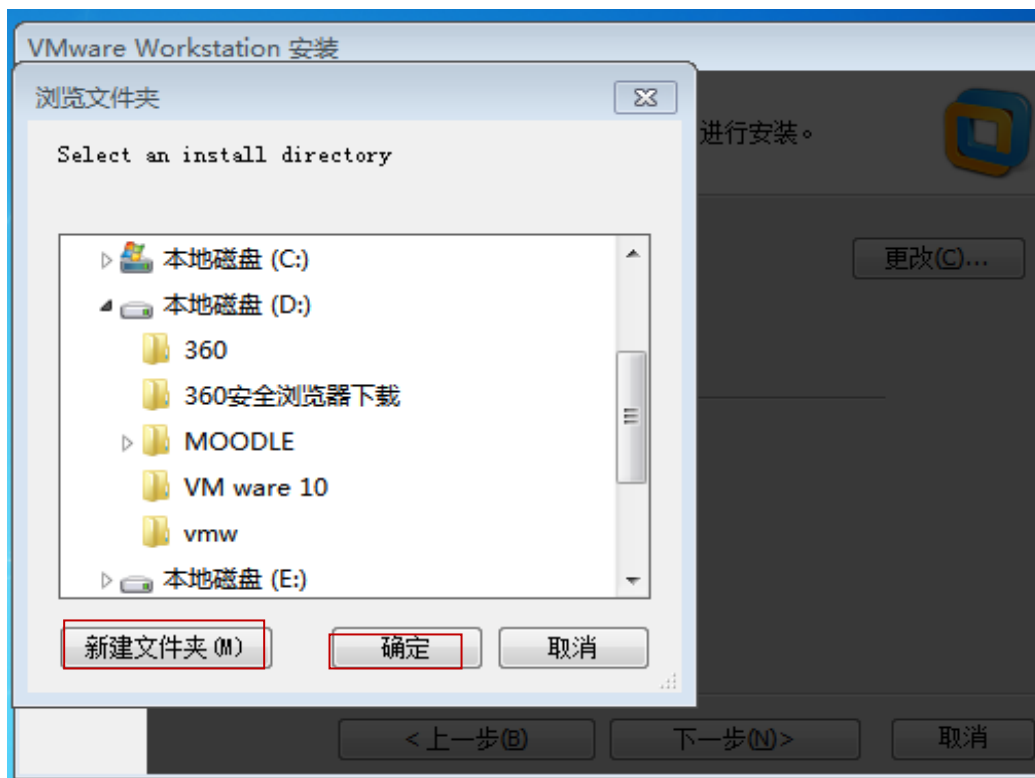 VMware Workstation 安装
浏览文件夹
进行安装。
Select an install directory
更改(C)...
本地磁盘 (C:)
本地磁盘 (D:)
360
360安全浏览器下载
MOODLE
VM ware 10
vmw
本地磁盘 (E:)
新建文件夹(M)
确定
取消
<上一步(B)
下一步(N)>
取消